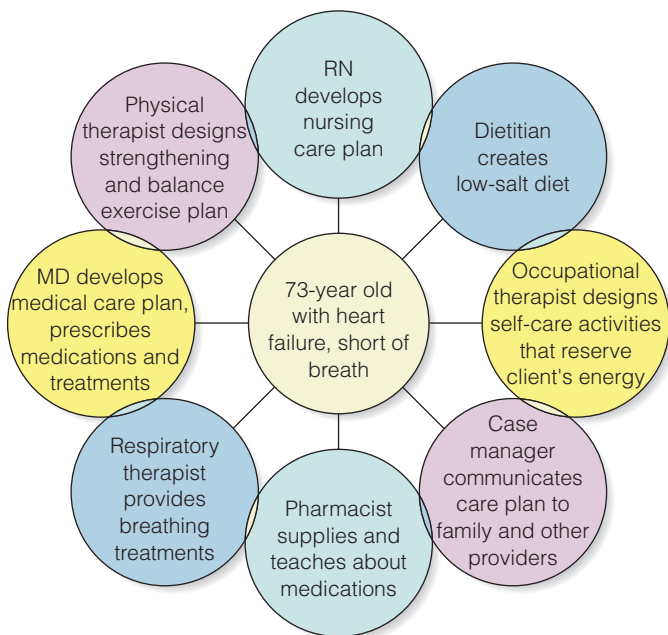 RN
develops
nursing
care plan
Dietitian
creates
low-salt diet
Occupational
therapist designs
self-care activities
that reserve
client's energy
Case
manager
communicates
care plan to
family and other
providers
Pharmacist
supplies and
teaches about
medications
Respiratory
therapist
provides
breathing
treatments
MD develops
medical care plan,
prescribes
medications and
treatments
Physical
therapist designs
strengthening
and balance
exercise plan
73-year old
with heart
failure, short of
breath